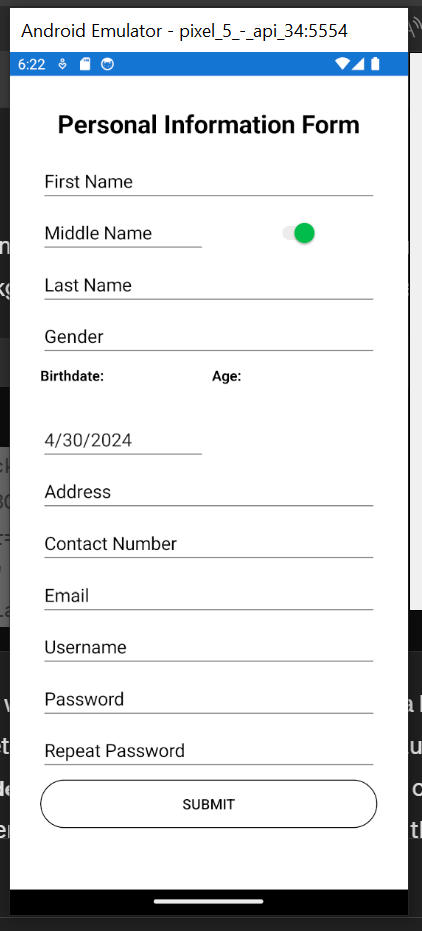 Android Emulator - pixel_5_-_api_34:5554
6:22
Personal Information Form
First Name
Middle Name
Last Name
Gender
Birthdate: Age:
4/30/2024
Address
Contact Number
Email
Username
Password
Repeat Password
SUBMIT